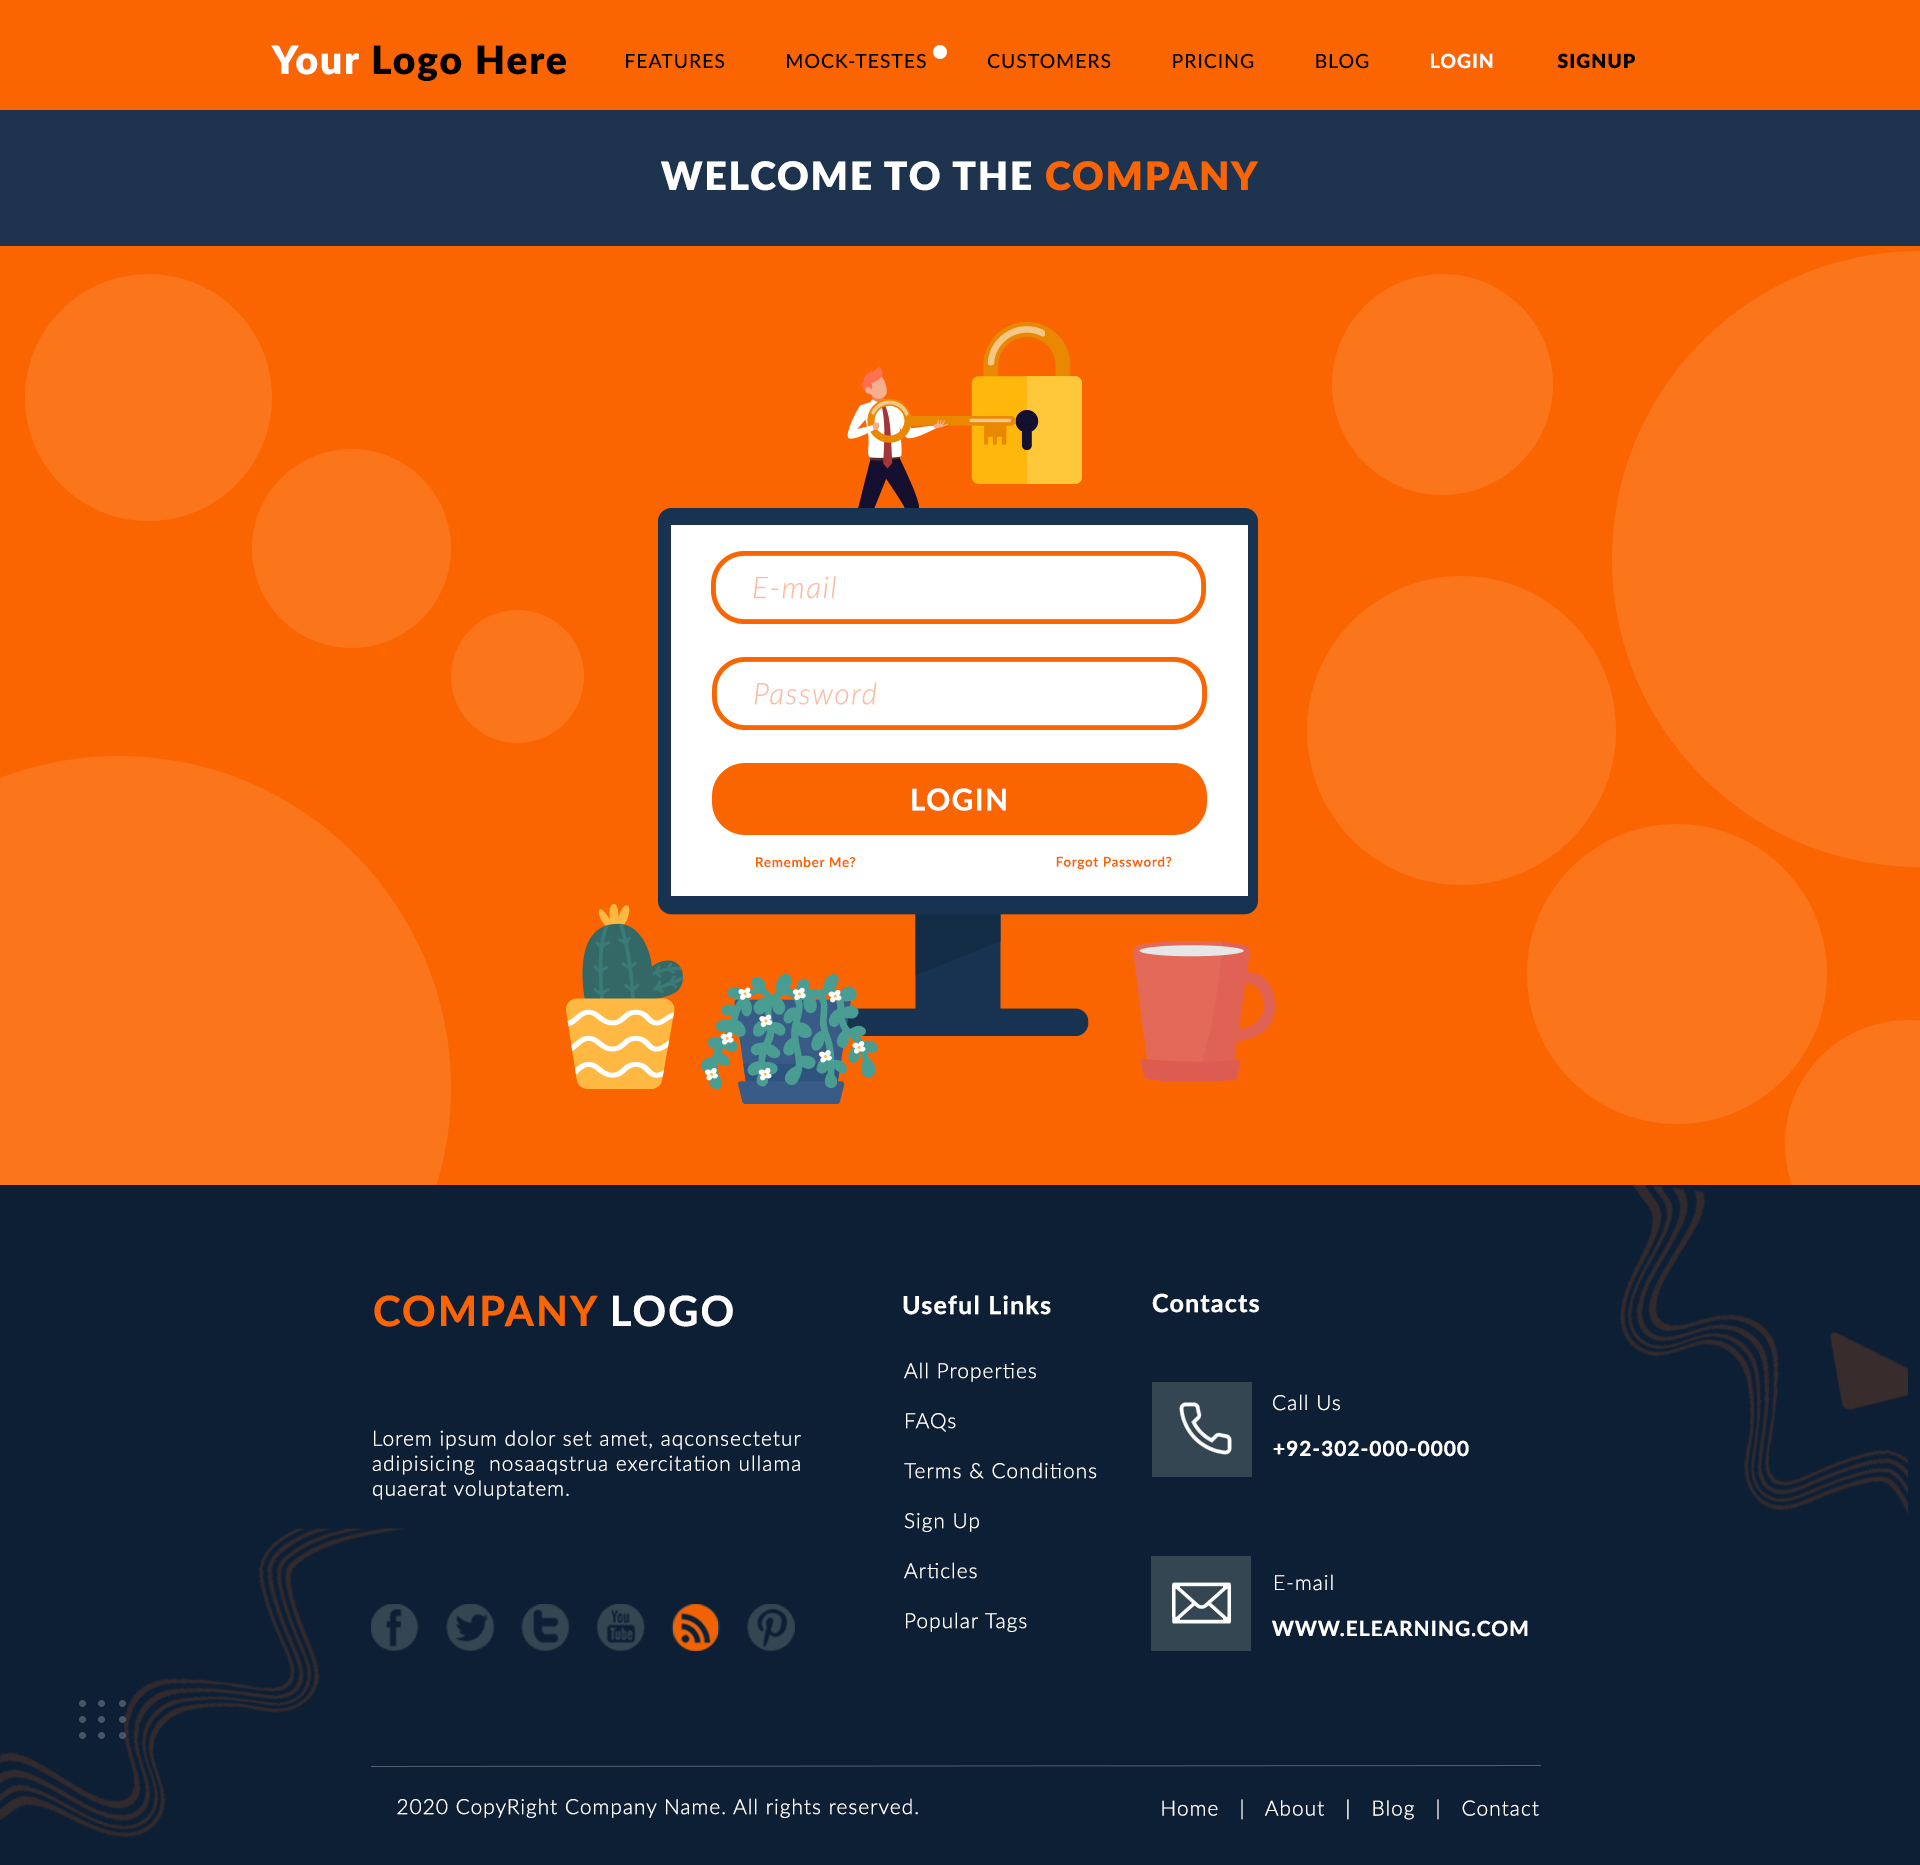 Your Logo Here
FEATURES
MOCK-TESTES
CUSTOMERS
PRICING
BLOG
LOGIN
SIGNUP
WELCOME TO THE COMPANY
E-mail
Password
LOGIN
Remember Me?
Forgot Password?
COMPANY LOGO
Lorem ipsum dolor set amet, aqconsectetur
adipisicing  nosaaqstrua exercitation ullama
quaerat voluptatem.
You
Tube
Useful Links
All Properties
FAQs
Terms & Conditions
Sign Up
Articles
Popular Tags
Contacts
Call Us
+92-302-000-0000
E-mail
WWW.ELEARNING.COM
2020 CopyRight Company Name. All rights reserved.
Home | About | Blog | Contact